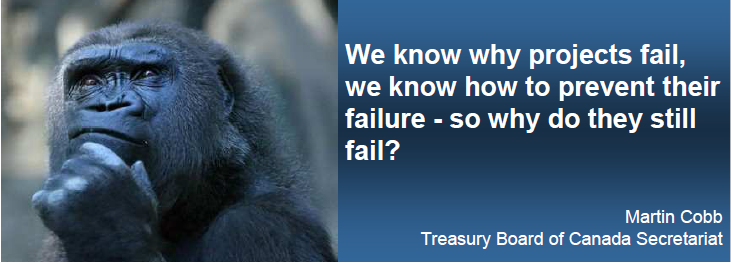 We know why projects fail,
we know how to prevent their
failure - so why do they still
fail?
Martin Cobb
Treasury Board of Canada Secretariat